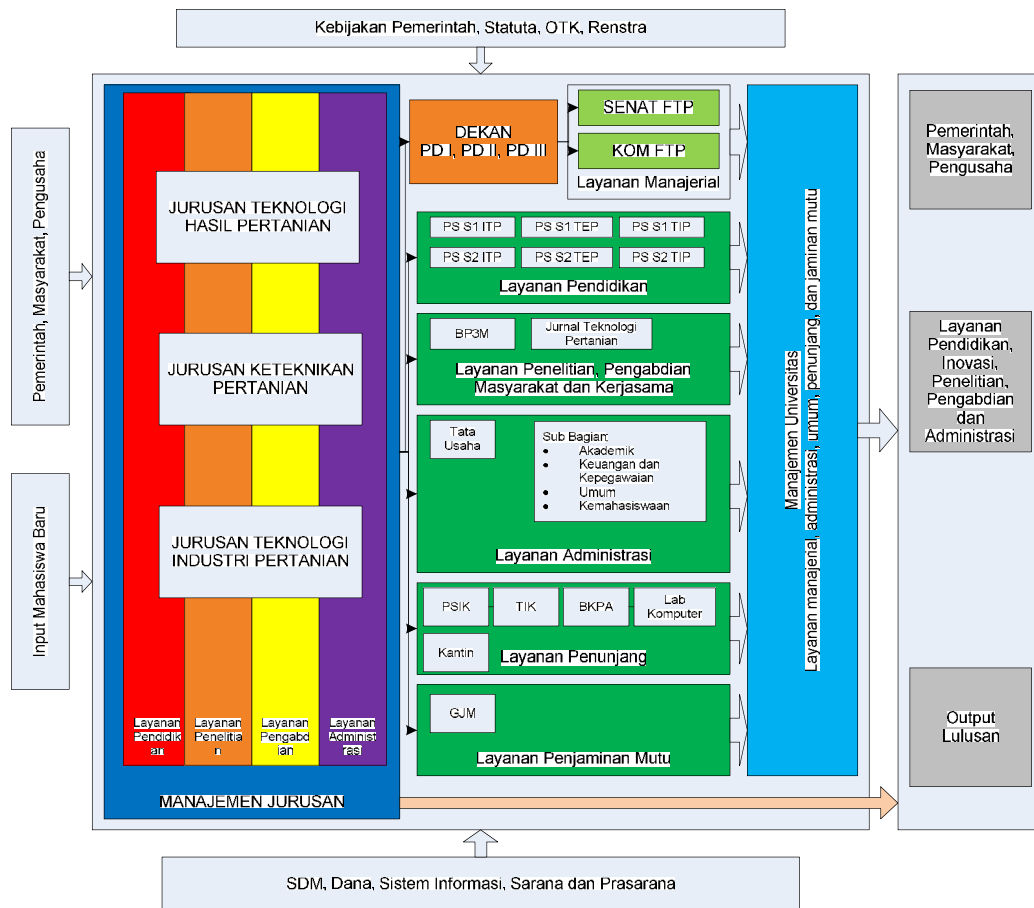 Kebijakan Pemerintah, Statuta, OTK, Renstra
Pemerintah, Masyarakat, Pengusaha
Input Mahasiswa Baru
JURUSAN TEKNOLOGI
HASIL PERTANIAN
JURUSAN KETEKNIKAN
PERTANIAN
JURUSAN TEKNOLOGI
INDUSTRI PERTANIAN
Layanan
Pendidik
an
Layanan
Penelitia
n
Layanan
Pengabd
ian
Layanan
Administ
rasi
MANAJEMEN JURUSAN
DEKAN
PD I, PD II, PD III
SENAT FTP
KOM FTP
Layanan Manajerial
PS S1 ITP
PS S1 TEP
PS S1 TIP
PS S2 ITP
PS S2 TEP
PS S2 TIP
Layanan Pendidikan
BP3M
Jurnal Teknologi
Pertanian
Layanan Penelitian, Pengabdian
Masyarakat dan Kerjasama
Tata
Usaha
Sub Bagian:
• Akademik
• Keuangan dan
Kepegawaian
• Umum
• Kemahasiswaan
Layanan Administrasi
PSIK
TIK
BKPA
Lab
Komputer
Kantin
Layanan Penunjang
GJM
Layanan Penjaminan Mutu
Manajemen Universitas
Layanan manajerial, administrasi, umum, penunjang, dan jaminan mutu
Pemerintah,
Masyarakat,
Pengusaha
Layanan
Pendidikan,
Inovasi,
Penelitian,
Pengabdian
dan
Administrasi
Output
Lulusan
SDM, Dana, Sistem Informasi, Sarana dan Prasarana